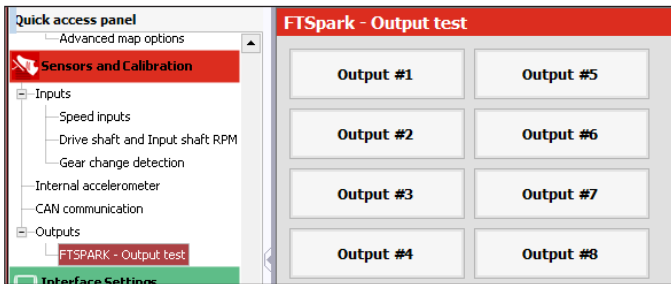 Quick access panel
Advanced map options
Sensors and Calibration
Inputs
Speed inputs
Drive shaft and Input shaft RPM
Gear change detection
Internal accelerometer
CAN communication
Outputs
FTSPARK - Output test
Interface Settings
FTSpark - Output test
Output #1
Output #5
Output #2
Output #6
Output #3
Output #7
Output #4
Output #8